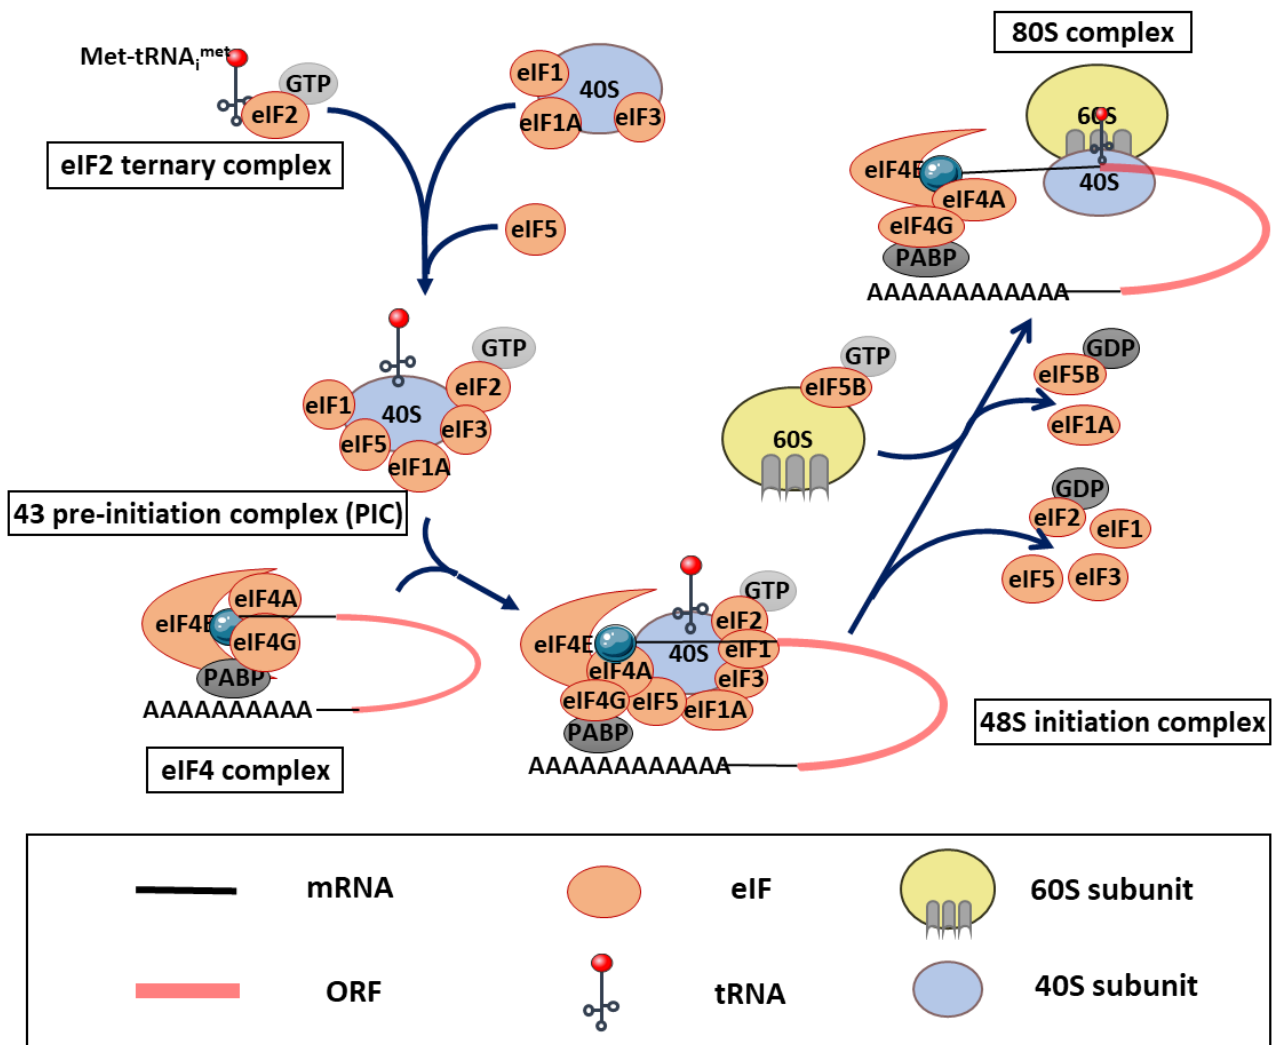 Met-tRNAᵢᵐᵉᵗ
GTP
eIF2
eIF2 ternary complex
eIF1
40S
eIF1A
eIF3
eIF5
80S complex
60S
40S
eIF4E
eIF4A
eIF4G
PABP
AAAAAAAAAAAA
GTP
eIF2
eIF1
40S
eIF3
eIF5
eIF1A
43 pre-initiation complex (PIC)
GTP
eIF5B
60S
GDP
eIF5B
eIF1A
GDP
eIF2
eIF1
eIF5
eIF3
eIF4A
eIF4E
eIF4G
PABP
AAAAAAAAAA
eIF4 complex
GTP
eIF2
eIF4E
40S
eIF1
eIF4A
eIF3
eIF4G
eIF5
eIF1A
PABP
AAAAAAAAAAAA
48S initiation complex
mRNA
eIF
60S subunit
ORF
tRNA
40S subunit